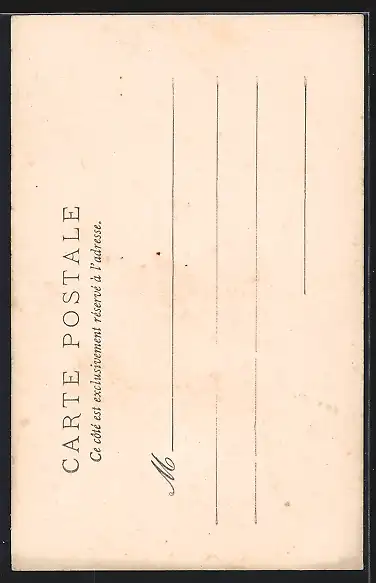 CARTE POSTALE
Ce côté est exclusivement réservé à l'adresse.
M